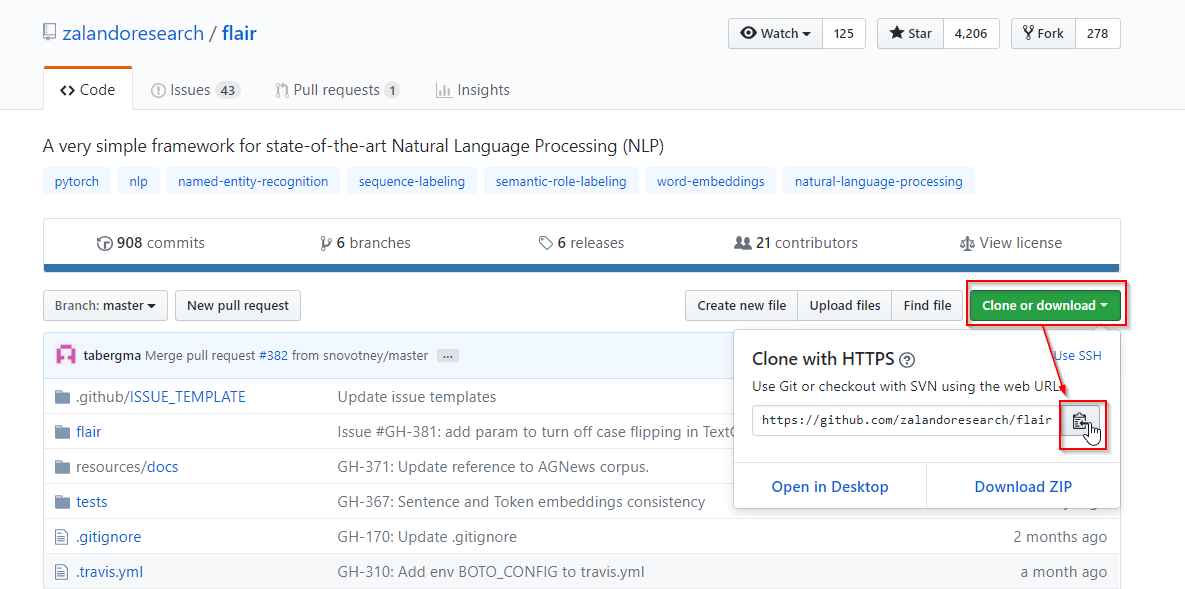 zalandoresearch / flair
Watch 125 Star 4,206 Fork 278
Code Issues 43 Pull requests 1 Insights
A very simple framework for state-of-the-art Natural Language Processing (NLP)
pytorch nlp named-entity-recognition sequence-labeling semantic-role-labeling word-embeddings natural-language-processing
908 commits 6 branches 6 releases 21 contributors View license
Branch: master New pull request Create new file Upload files Find file Clone or download
tabergma Merge pull request #382 from snovotney/master ...
Clone with HTTPS ? Use SSH
Use Git or checkout with SVN using the web URL
https://github.com/zalandoresearch/flair
Open in Desktop Download ZIP
.github/ISSUE_TEMPLATE Update issue templates
flair Issue #GH-381: add param to turn off case flipping in Text
resources/docs GH-371: Update reference to AGNews corpus.
tests GH-367: Sentence and Token embeddings consistency
.gitignore GH-170: Update .gitignore 2 months ago
.travis.yml GH-310: Add env BOTO_CONFIG to travis.yml a month ago